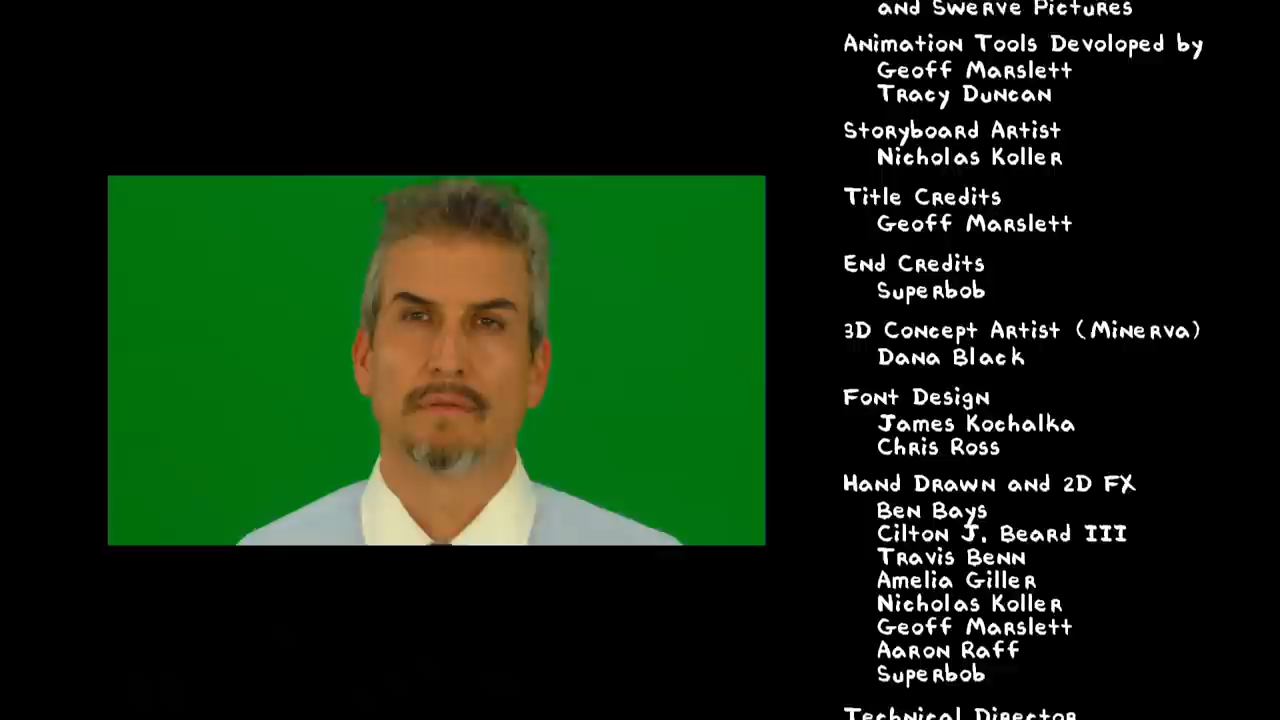 and Swerve Pictures
Animation Tools Devoloped by
Geoff Marslett
Tracy Duncan
Storyboard Artist
Nicholas Koller
Title Credits
Geoff Marslett
End Credits
Superbob
3D Concept Artist (Minerva)
Dana Black
Font Design
James Kochalka
Chris Ross
Hand Drawn and 2D FX
Ben Bays
Cilton J. Beard III
Travis Benn
Amelia Giller
Nicholas Koller
Geoff Marslett
Aaron Raff
Superbob
Technical Director